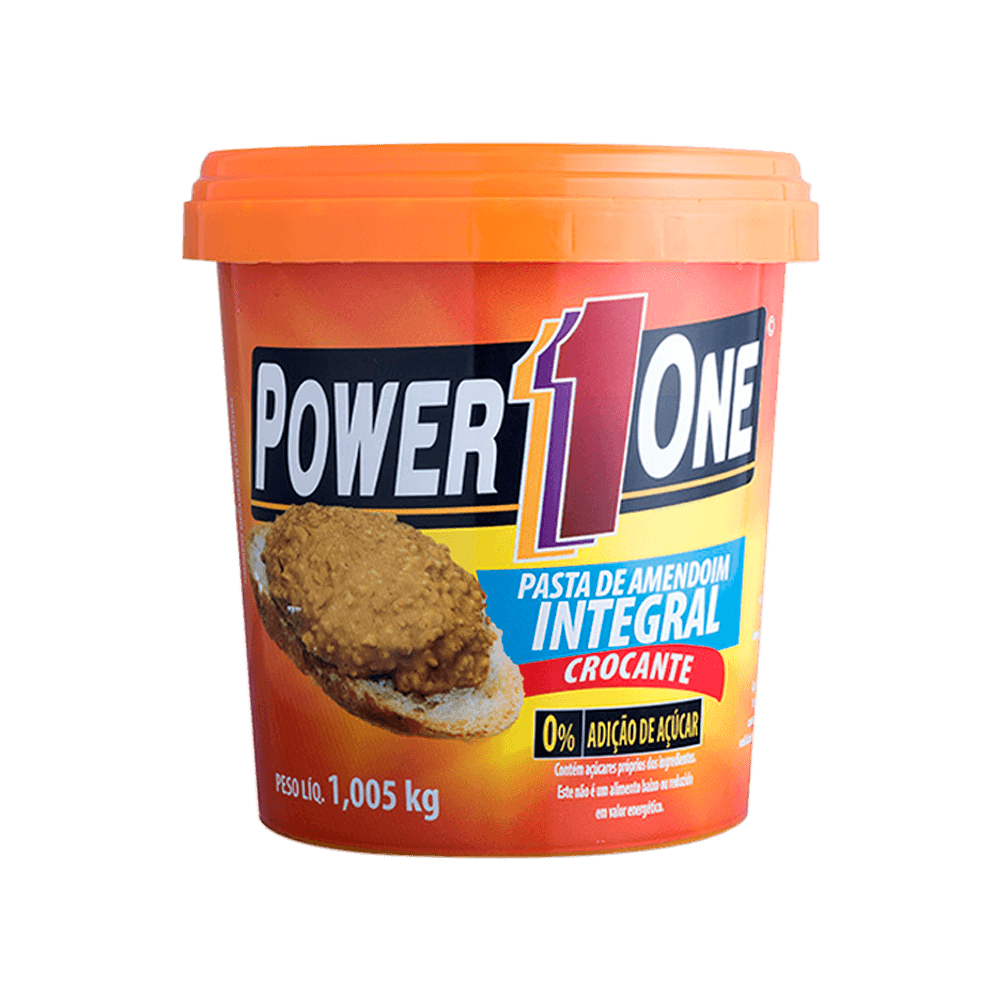 POWER 1 ONE
©
PASTA DE AMENDOIM
INTEGRAL
CROCANTE
0% ADIÇÃO DE AÇÚCAR
Contém açúcares próprios dos ingredientes.
Este não é um alimento baixo ou reduzido
em valor energético.
PESO LÍQ. 1,005 kg